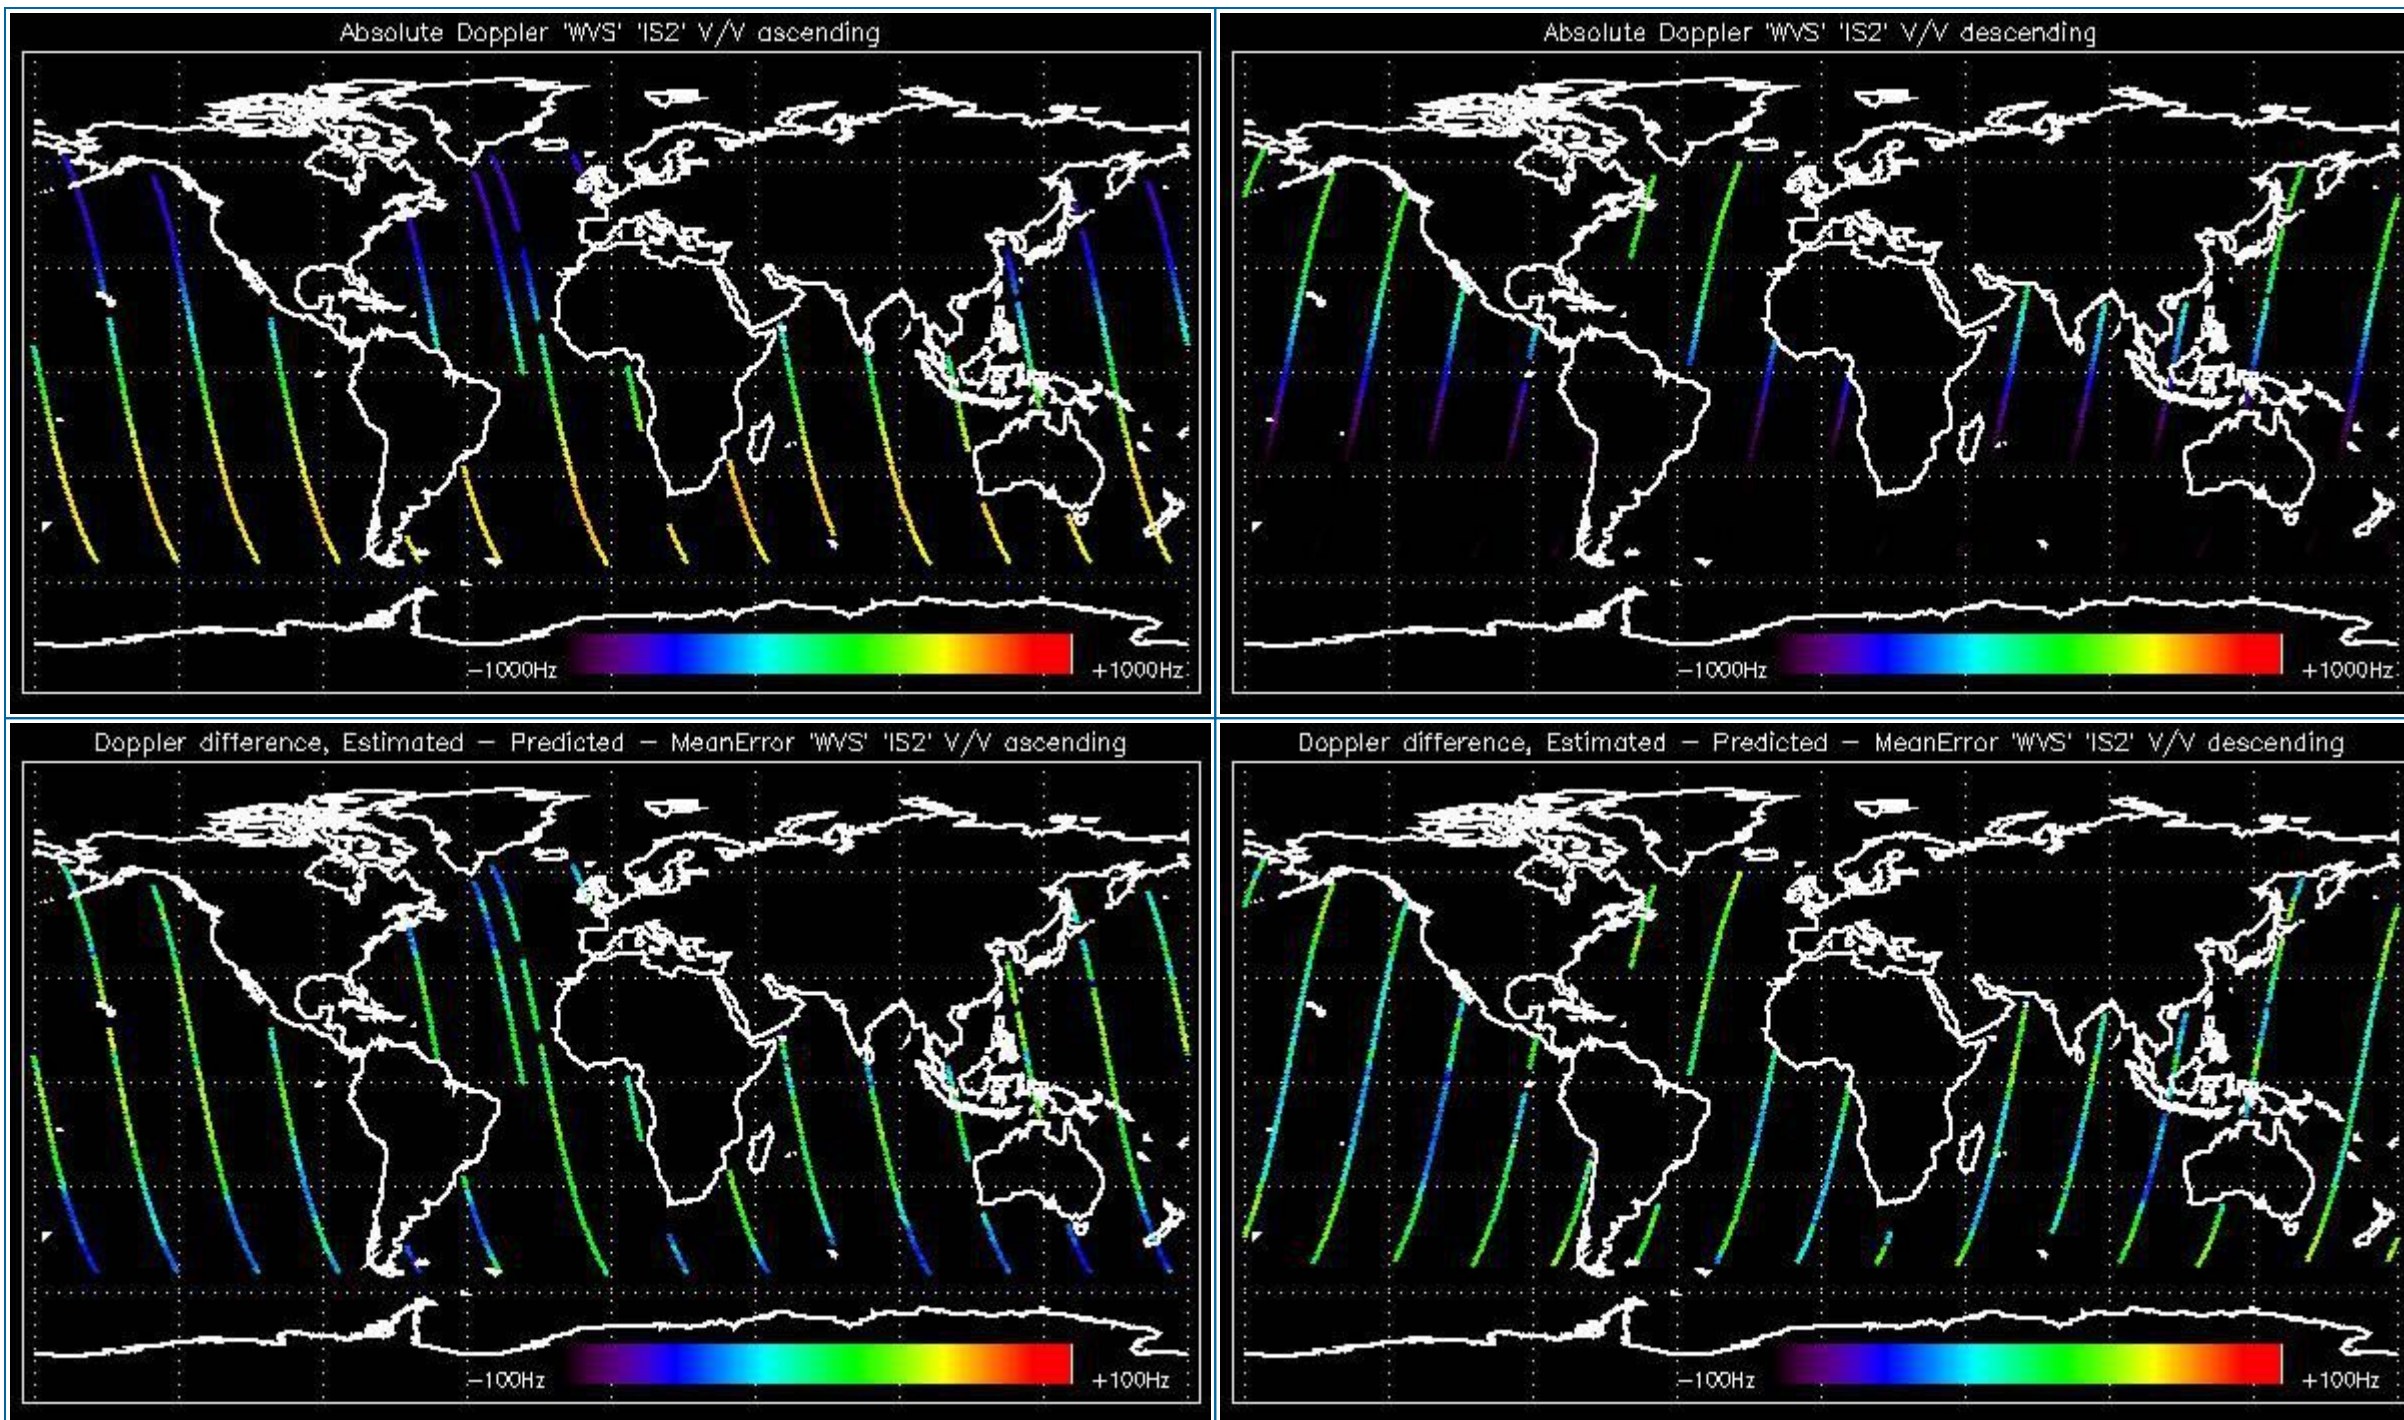 Absolute Doppler 'WVS' 'IS2' V/V ascending
-1000Hz
+1000Hz
Absolute Doppler 'WVS' 'IS2' V/V descending
-1000Hz
+1000Hz
Doppler difference, Estimated - Predicted - MeanError 'WVS' 'IS2' V/V ascending
-100Hz
+100Hz
Doppler difference, Estimated - Predicted - MeanError 'WVS' 'IS2' V/V descending
-100Hz
+100Hz